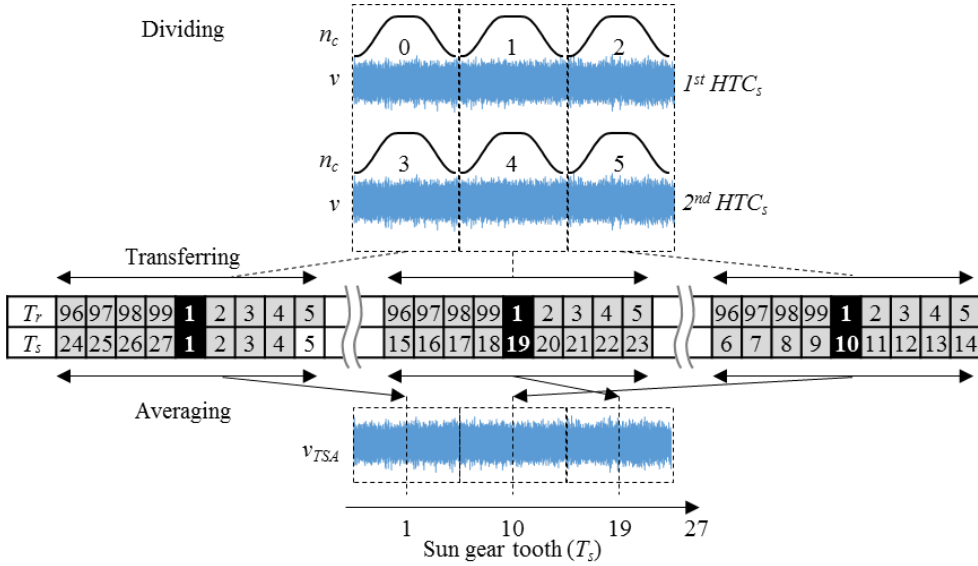 Dividing
n_c 0 1 2
v 1st HTC_s
n_c 3 4 5
v 2nd HTC_s
Transferring
T_r 96 97 98 99 1 2 3 4 5 96 97 98 99 1 2 3 4 5 96 97 98 99 1 2 3 4 5
T_s 24 25 26 27 1 2 3 4 5 15 16 17 18 19 20 21 22 23 6 7 8 9 10 11 12 13 14
Averaging
v_TSA
1 10 19 27
Sun gear tooth (T_s)